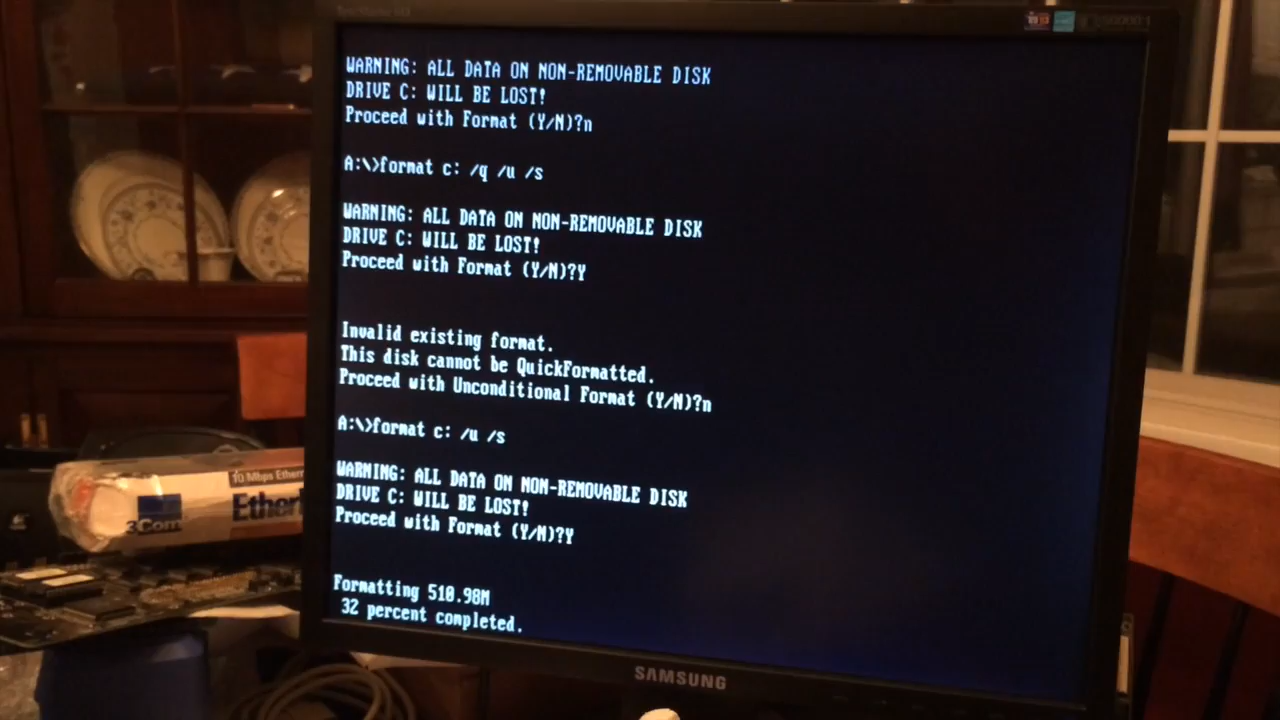 WARNING: ALL DATA ON NON-REMOVABLE DISK
DRIVE C: WILL BE LOST!
Proceed with Format (Y/N)?n
A:\>format c: /q /u /s
WARNING: ALL DATA ON NON-REMOVABLE DISK
DRIVE C: WILL BE LOST!
Proceed with Format (Y/N)?Y
Invalid existing format.
This disk cannot be QuickFormatted.
Proceed with Unconditional Format (Y/N)?n
A:\>format c: /u /s
WARNING: ALL DATA ON NON-REMOVABLE DISK
DRIVE C: WILL BE LOST!
Proceed with Format (Y/N)?Y
Formatting 510.98M
32 percent completed.
SAMSUNG
10 Mbps Ethern
3Com
EtherL